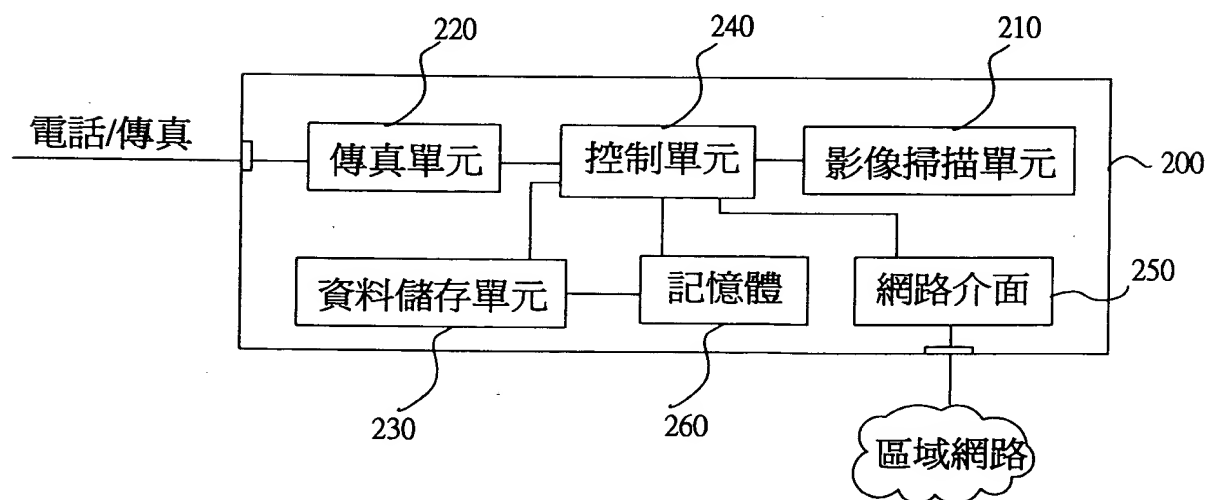 220
240
210
電話/傳真
傳真單元
控制單元
影像掃描單元
200
資料儲存單元
記憶體
網路介面
250
230
260
區域網路